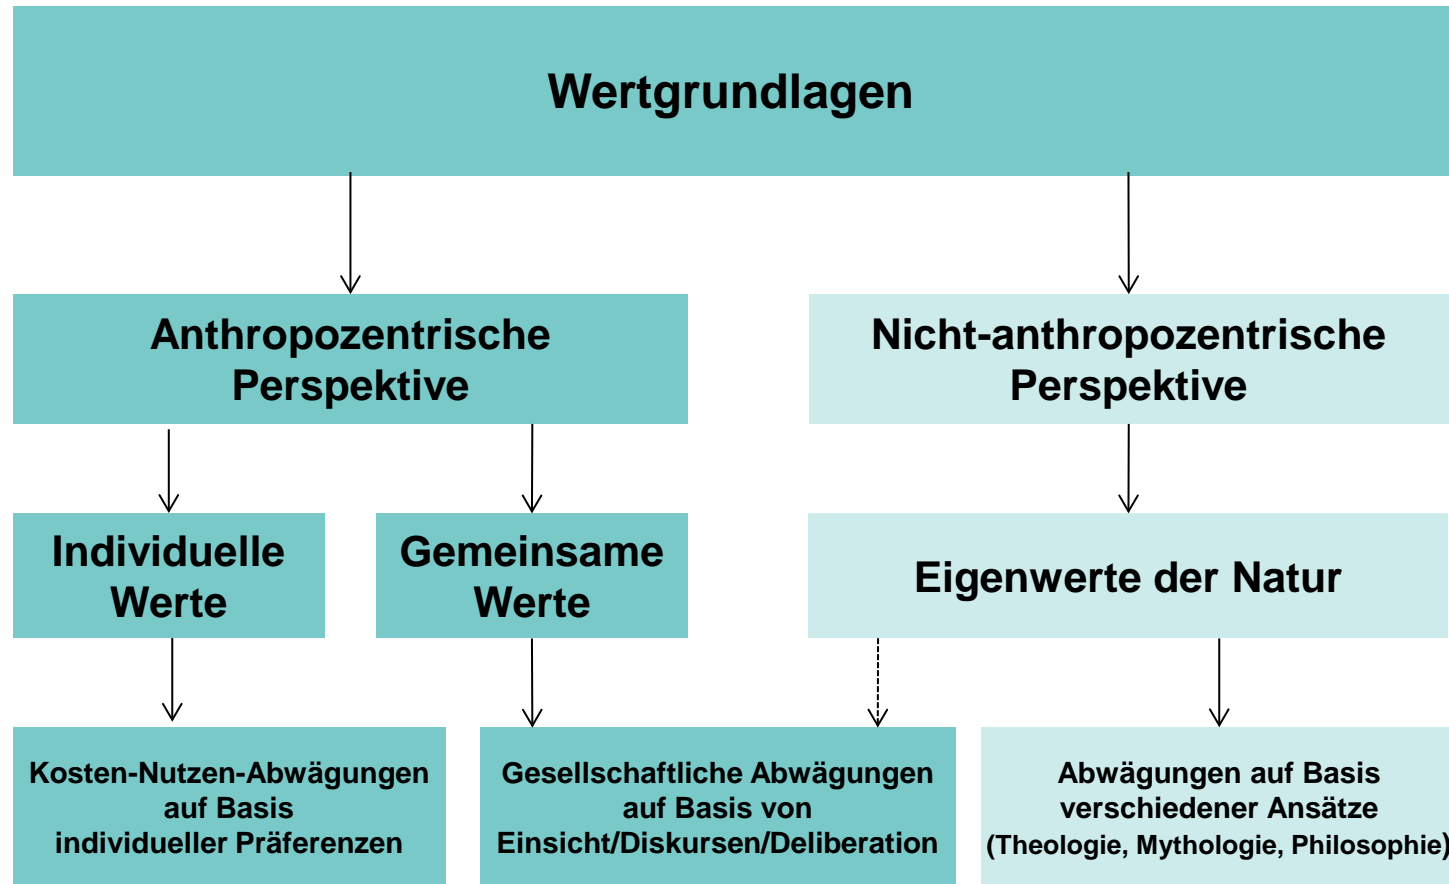 Wertgrundlagen
Anthropozentrische
Perspektive
Nicht-anthropozentrische
Perspektive
Individuelle
Werte
Gemeinsame
Werte
Eigenwerte der Natur
Kosten-Nutzen-Abwägungen
auf Basis
individueller Präferenzen
Gesellschaftliche Abwägungen
auf Basis von
Einsicht/Diskursen/Deliberation
Abwägungen auf Basis
verschiedener Ansätze
(Theologie, Mythologie, Philosophie)